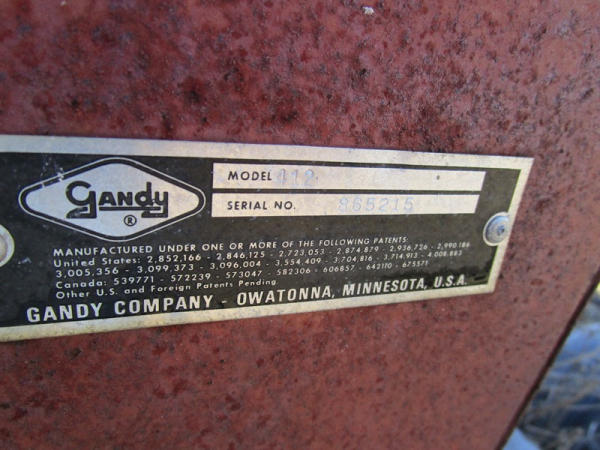 gandy ®
MODEL 412
SERIAL NO. 865215
MANUFACTURED UNDER ONE OR MORE OF THE FOLLOWING PATENTS:
United States: 2,852,166 - 2,846,125 - 2,723,053 - 2,874,879 - 2,936,726 - 2,990,186
3,005,356 - 3,099,373 - 3,096,004 - 3,554,409 - 3,704,816 - 3,714,913 - 4,008,883
Canada: 539771 - 572239 - 573047 - 582306 - 606857 - 642110 - 675571
Other U.S. and Foreign Patents Pending.
GANDY COMPANY - OWATONNA, MINNESOTA, U.S.A.